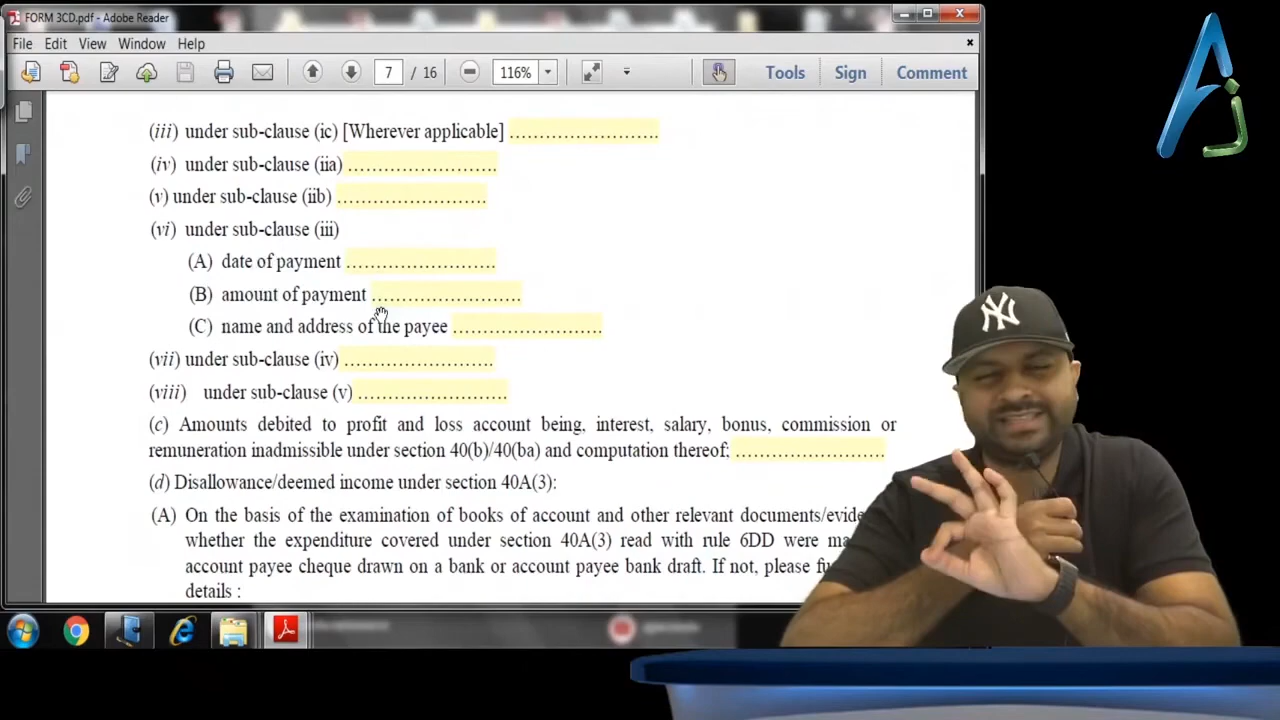 FORM 3CD.pdf - Adobe Reader
File Edit View Window Help
7 / 16 116% Tools Sign Comment
(iii) under sub-clause (ic) [Wherever applicable] ………………………
(iv) under sub-clause (iia) ………………………
(v) under sub-clause (iib) ………………………
(vi) under sub-clause (iii)
(A) date of payment ………………………
(B) amount of payment ………………………
(C) name and address of the payee ………………………
(vii) under sub-clause (iv) ………………………
(viii) under sub-clause (v) ………………………
(c) Amounts debited to profit and loss account being, interest, salary, bonus, commission or
remuneration inadmissible under section 40(b)/40(ba) and computation thereof; ………………………
(d) Disallowance/deemed income under section 40A(3):
(A) On the basis of the examination of books of account and other relevant documents/evide
whether the expenditure covered under section 40A(3) read with rule 6DD were ma
account payee cheque drawn on a bank or account payee bank draft. If not, please fu
details :